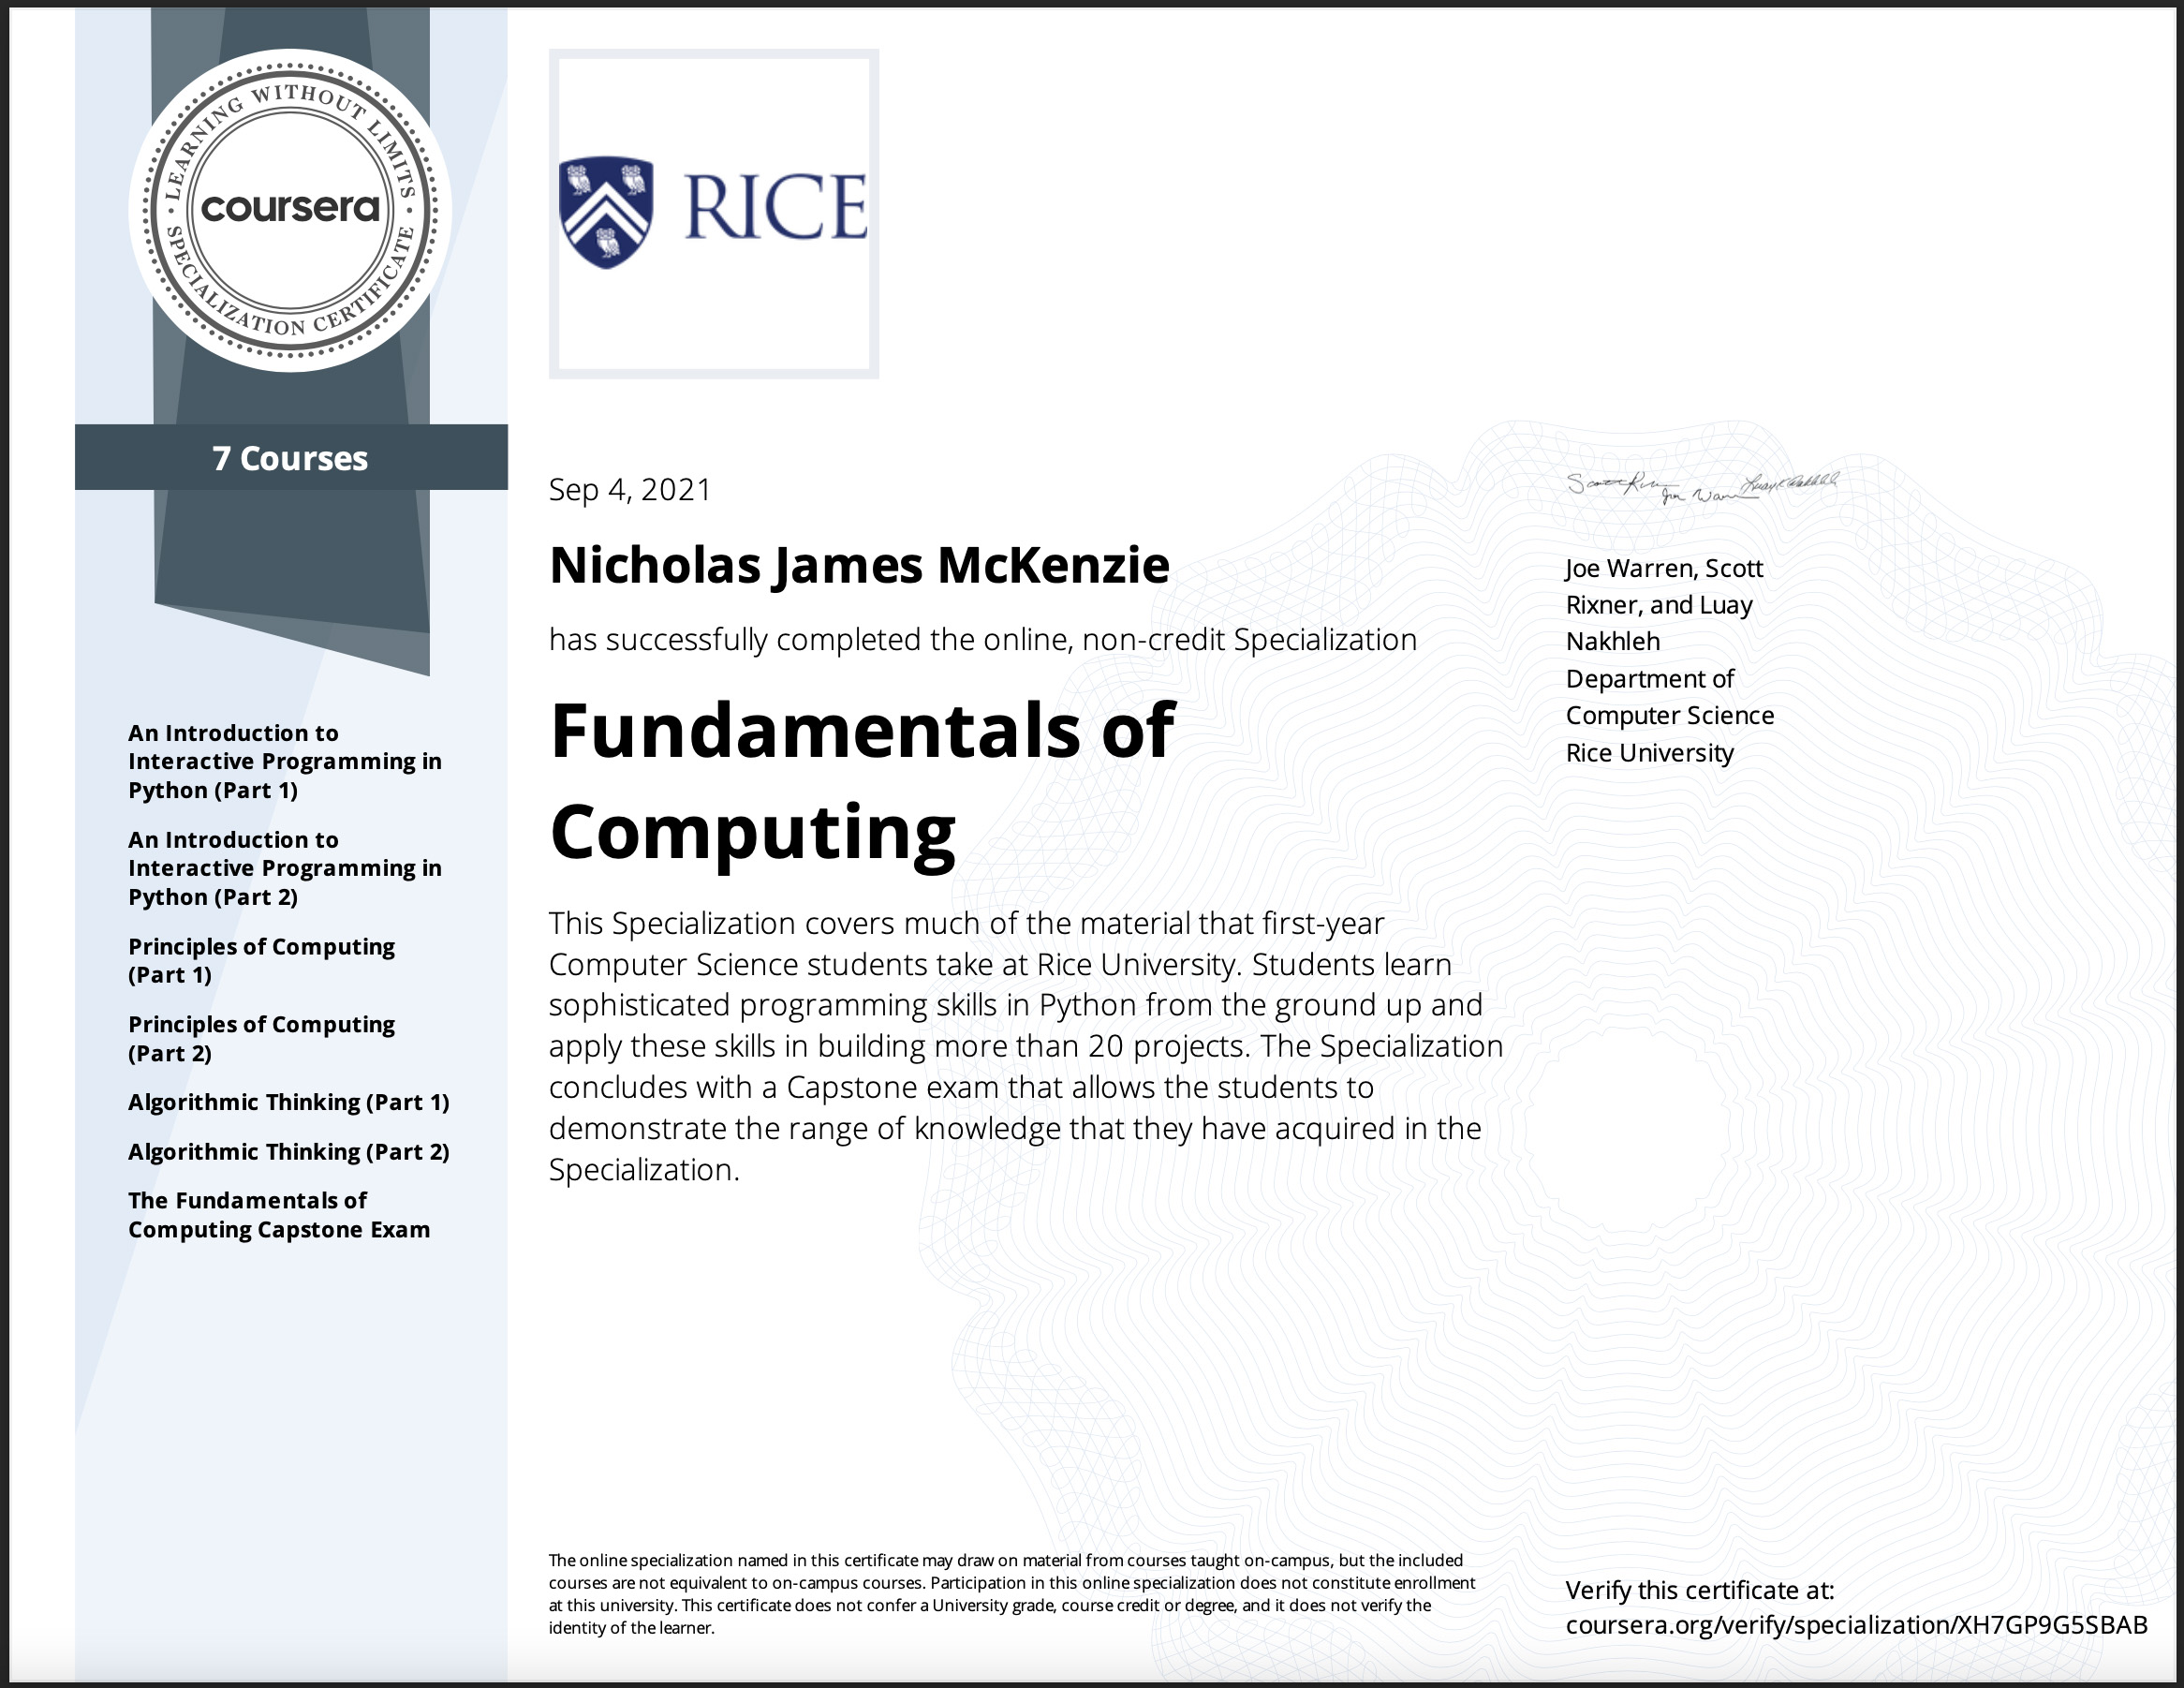 LEARNING WITHOUT LIMITS
coursera
SPECIALIZATION CERTIFICATE
7 Courses
An Introduction to
Interactive Programming in
Python (Part 1)
An Introduction to
Interactive Programming in
Python (Part 2)
Principles of Computing
(Part 1)
Principles of Computing
(Part 2)
Algorithmic Thinking (Part 1)
Algorithmic Thinking (Part 2)
The Fundamentals of
Computing Capstone Exam
RICE
Sep 4, 2021
Nicholas James McKenzie
has successfully completed the online, non-credit Specialization
Fundamentals of
Computing
This Specialization covers much of the material that first-year
Computer Science students take at Rice University. Students learn
sophisticated programming skills in Python from the ground up and
apply these skills in building more than 20 projects. The Specialization
concludes with a Capstone exam that allows the students to
demonstrate the range of knowledge that they have acquired in the
Specialization.
Joe Warren, Scott
Rixner, and Luay
Nakhleh
Department of
Computer Science
Rice University
The online specialization named in this certificate may draw on material from courses taught on-campus, but the included
courses are not equivalent to on-campus courses. Participation in this online specialization does not constitute enrollment
at this university. This certificate does not confer a University grade, course credit or degree, and it does not verify the
identity of the learner.
Verify this certificate at:
coursera.org/verify/specialization/XH7GP9G5SBAB